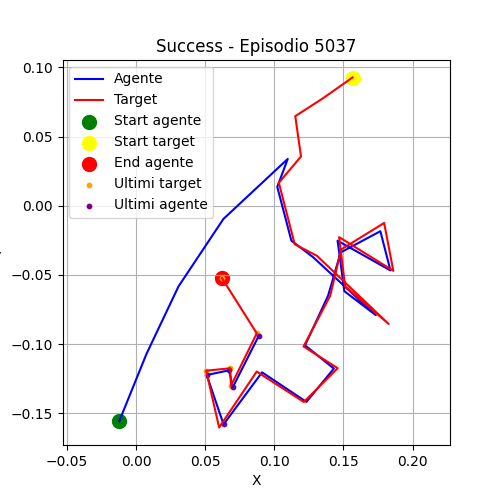 Success - Episodio 5037
Agente
Target
Start agente
Start target
End agente
Ultimi target
Ultimi agente
0.10
0.05
0.00
−0.05
−0.10
−0.15
−0.05 0.00 0.05 0.10 0.15 0.20
X